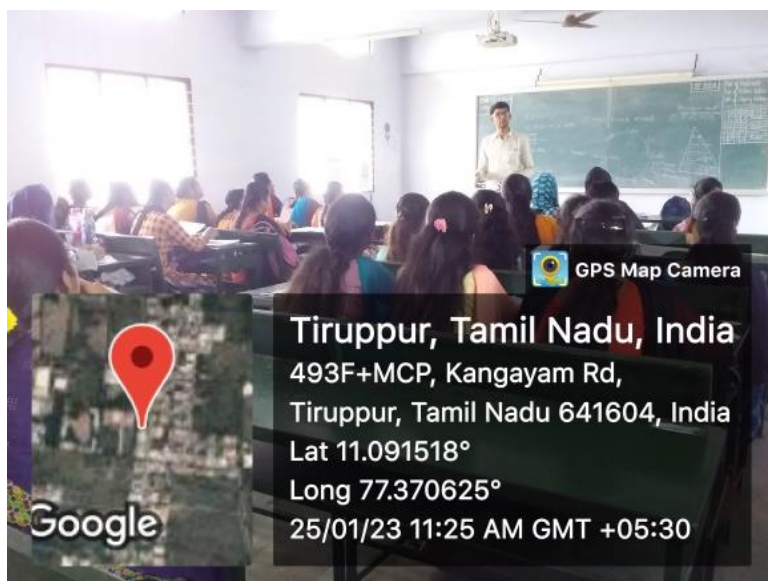 GPS Map Camera
Tiruppur, Tamil Nadu, India
493F+MCP, Kangayam Rd,
Tiruppur, Tamil Nadu 641604, India
Lat 11.091518°
Long 77.370625°
25/01/23 11:25 AM GMT +05:30
Google